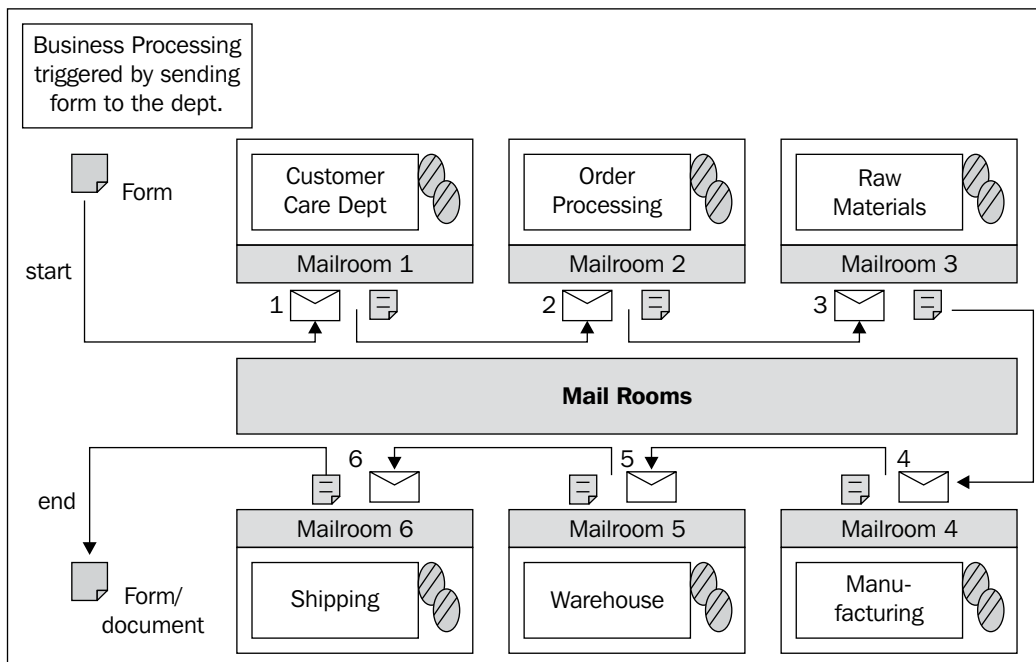 Business Processing
triggered by sending
form to the dept.
Form
start
Customer
Care Dept
Mailroom 1
Order
Processing
Mailroom 2
Raw
Materials
Mailroom 3
1
2
3
Mail Rooms
6
5
4
end
Mailroom 6
Mailroom 5
Mailroom 4
Form/
document
Shipping
Warehouse
Manu-
facturing